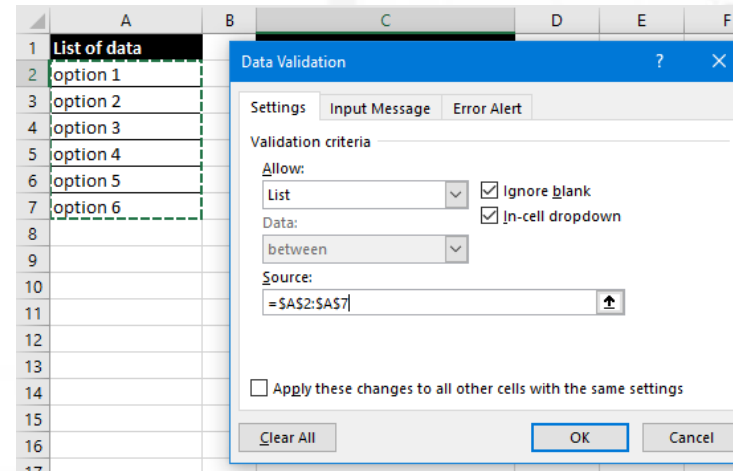 A B C D E F
1 List of data
2 option 1
3 option 2
4 option 3
5 option 4
6 option 5
7 option 6
8
9
10
11
12
13
14
15
16
17
Data Validation ? ×
Settings Input Message Error Alert
Validation criteria
Allow:
List Ignore blank
Data: In-cell dropdown
between
Source:
=$A$2:$A$7
Apply these changes to all other cells with the same settings
Clear All OK Cancel